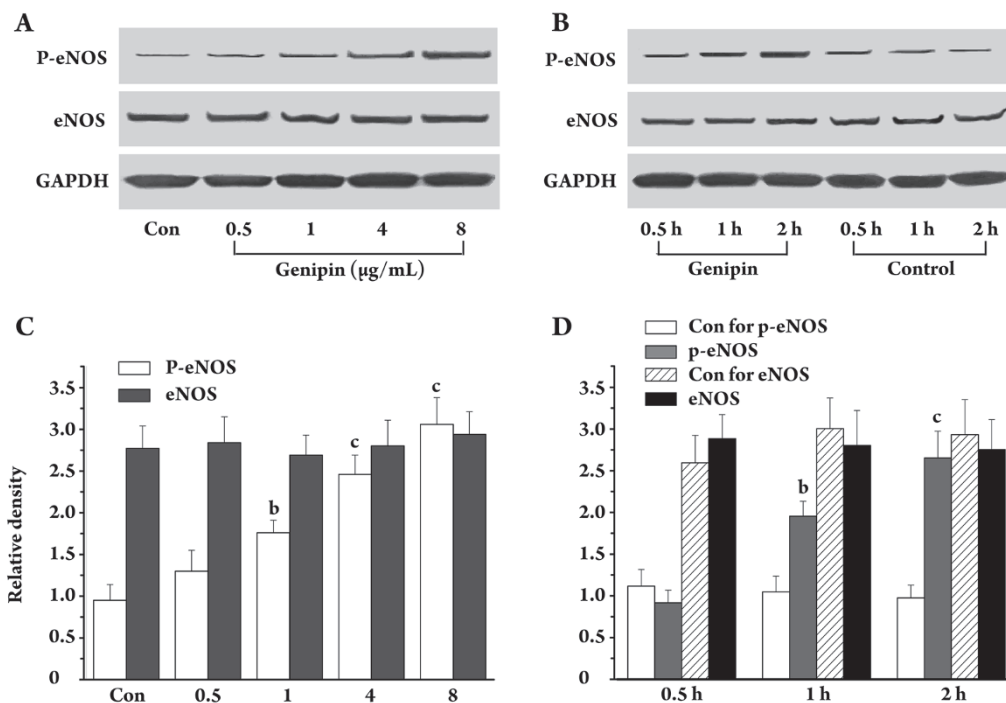 A
P-eNOS
eNOS
GAPDH
Con 0.5 1 4 8
Genipin (µg/mL)
B
P-eNOS
eNOS
GAPDH
0.5 h 1 h 2 h 0.5 h 1 h 2 h
Genipin Control
C
P-eNOS
eNOS
Relative density
3.5
3.0
2.5
2.0
1.5
1.0
0.5
0
b
c
c
Con 0.5 1 4 8
D
Con for p-eNOS
p-eNOS
Con for eNOS
eNOS
3.5
3.0
2.5
2.0
1.5
1.0
0.5
0
b
c
0.5 h 1 h 2 h